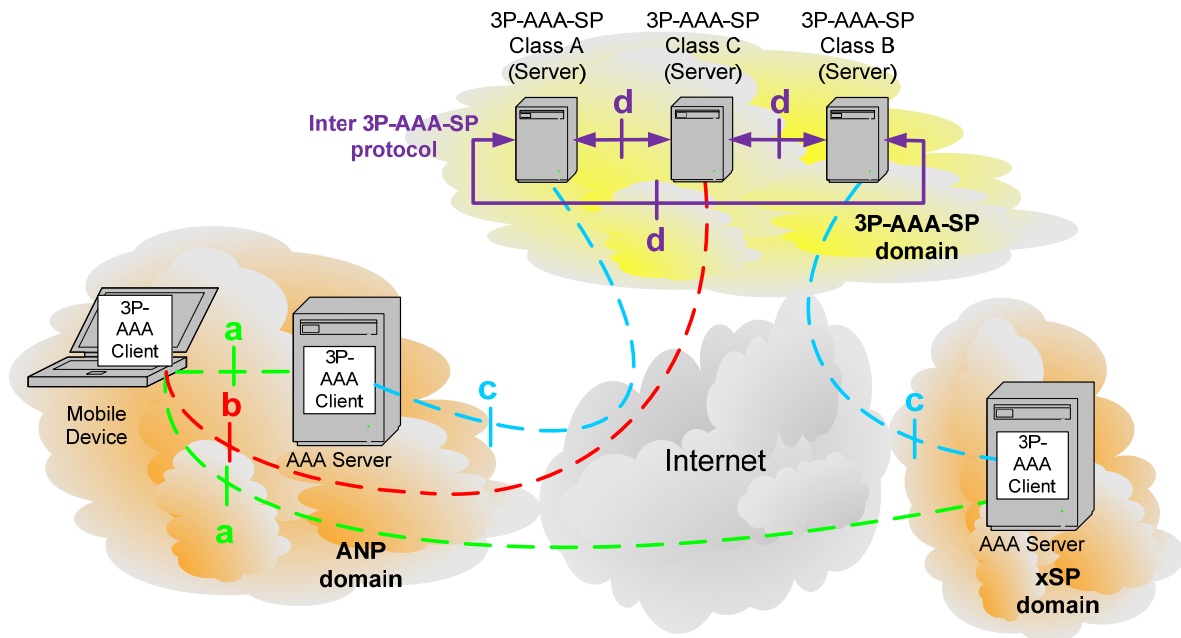 3P-AAA-SP
Class A
(Server)
3P-AAA-SP
Class C
(Server)
3P-AAA-SP
Class B
(Server)
d
d
Inter 3P-AAA-SP
protocol
d
3P-AAA-SP
domain
3P-
AAA
Client
Mobile
Device
a
b
a
3P-
AAA
Client
AAA Server
c
ANP
domain
Internet
c
3P-
AAA
Client
AAA Server
xSP
domain